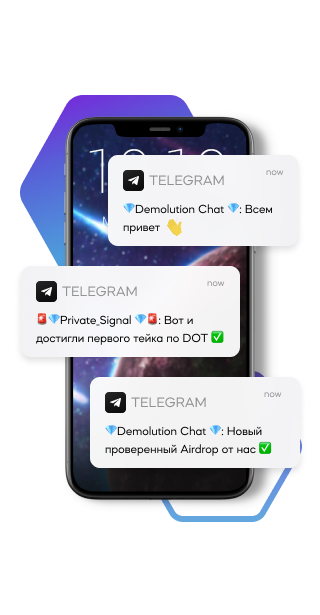 now
TELEGRAM
💎Demolution Chat 💎: Всем
привет 👋
now
TELEGRAM
🚨💎Private_Signal 💎🚨: Вот и
достигли первого тейка по DOT ✅
now
TELEGRAM
💎Demolution Chat 💎: Новый
проверенный Airdrop от нас ✅